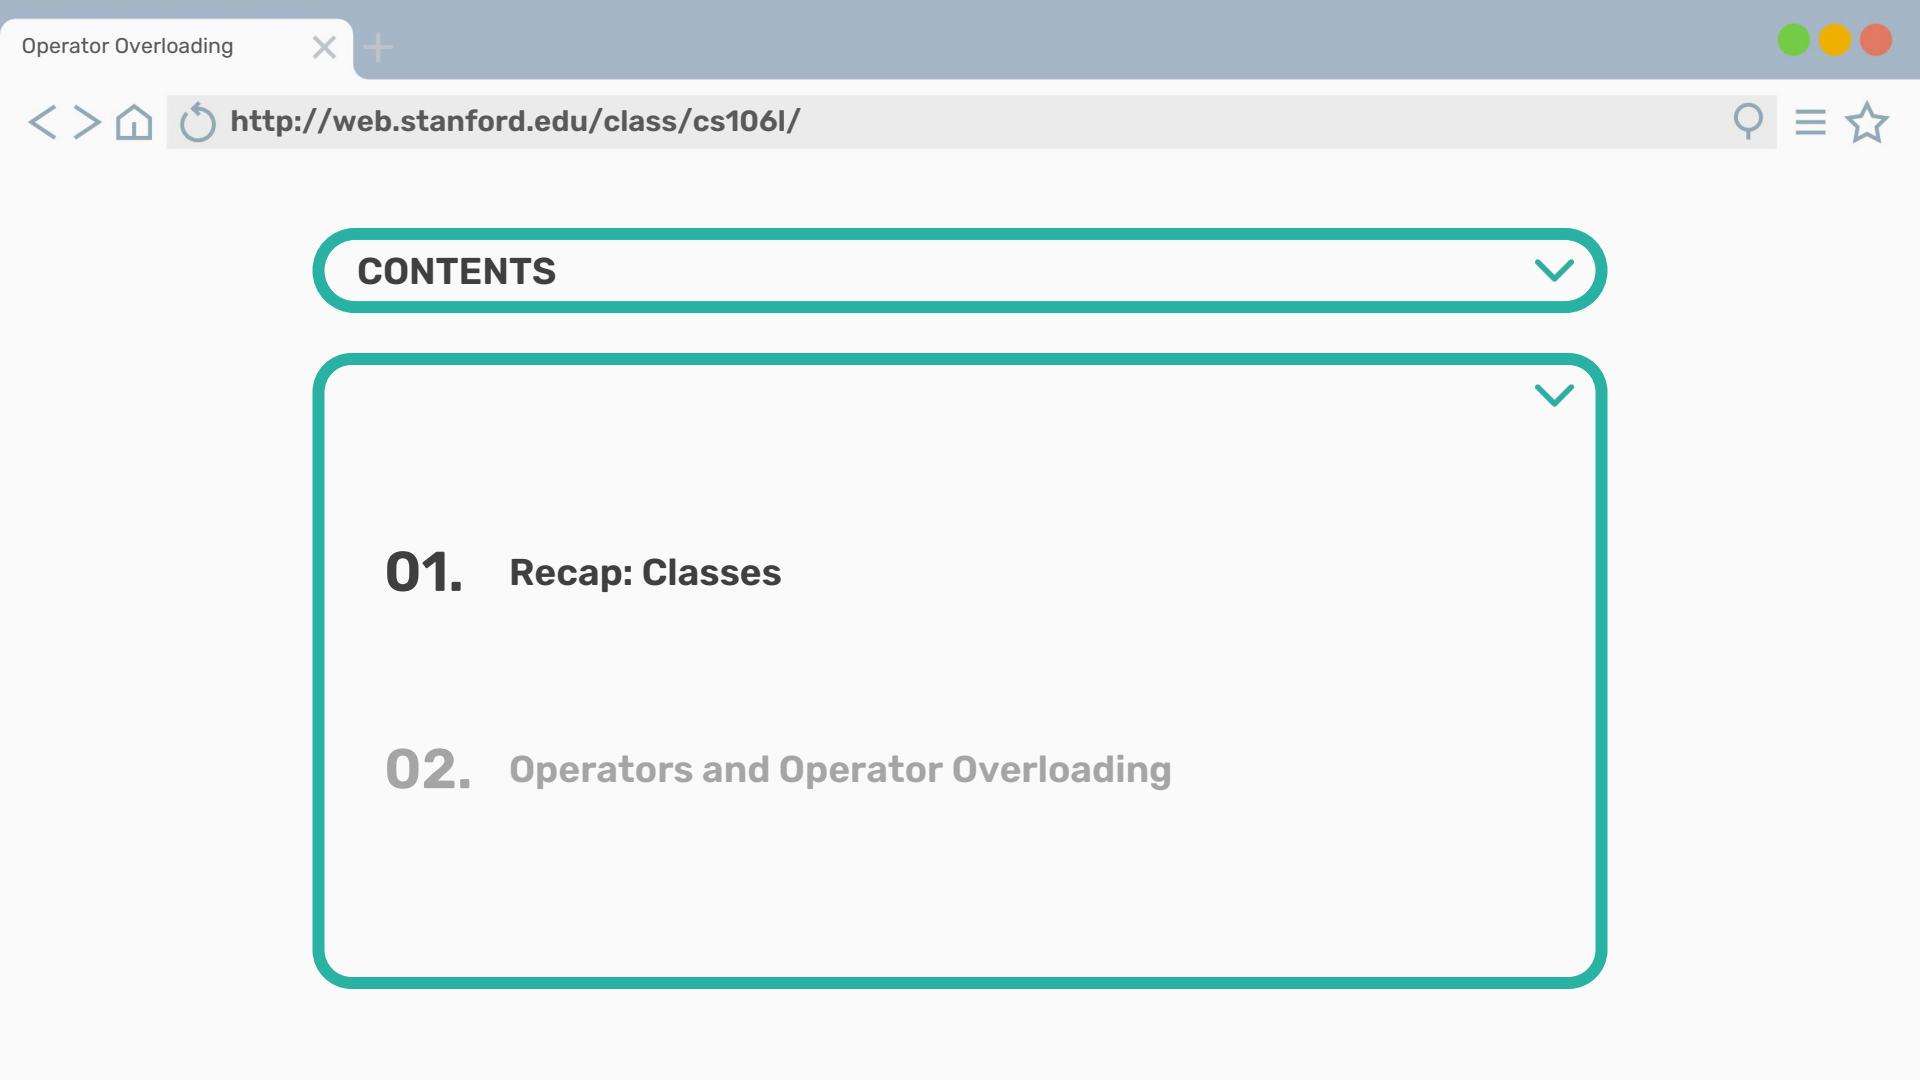 Operator Overloading
http://web.stanford.edu/class/cs106l/
CONTENTS
01. Recap: Classes
02. Operators and Operator Overloading